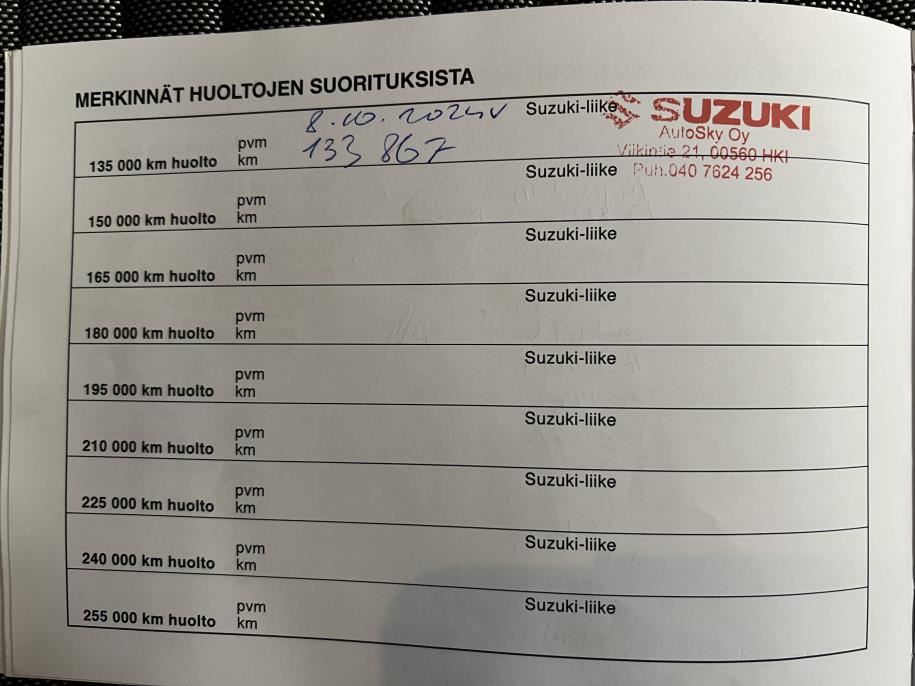 MERKINNÄT HUOLTOJEN SUORITUKSISTA
135 000 km huolto pvm 8.10.2024 Suzuki-liike SUZUKI
km 133 867 AutoSky Oy
Viikintie 21, 00560 HKI
Puh. 040 7624 256
150 000 km huolto pvm Suzuki-liike
km
165 000 km huolto pvm Suzuki-liike
km
180 000 km huolto pvm Suzuki-liike
km
195 000 km huolto pvm Suzuki-liike
km
210 000 km huolto pvm Suzuki-liike
km
225 000 km huolto pvm Suzuki-liike
km
240 000 km huolto pvm Suzuki-liike
km
255 000 km huolto pvm Suzuki-liike
km